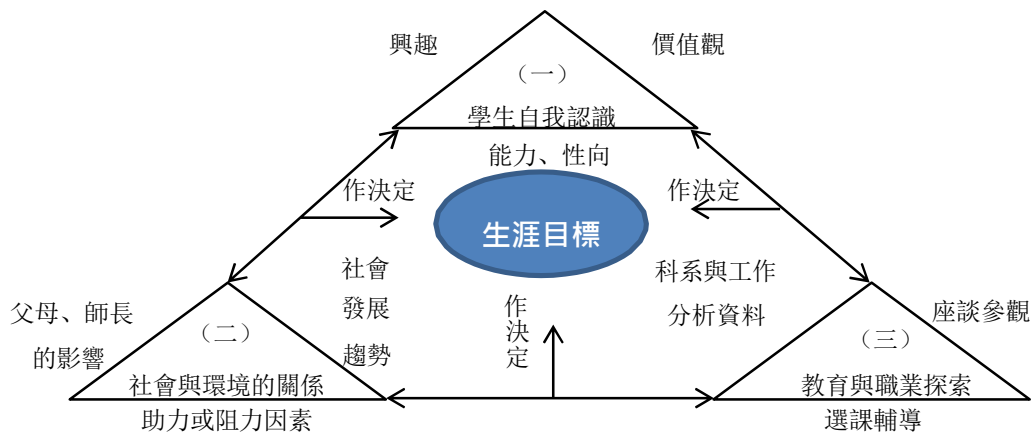 興趣
價值觀
（一）
學生自我認識
能力、性向
作決定
作決定
生涯目標
社會
發展
趨勢
科系與工作
分析資料
作決定
父母、師長
的影響
（二）
社會與環境的關係
助力或阻力因素
座談參觀
（三）
教育與職業探索
選課輔導